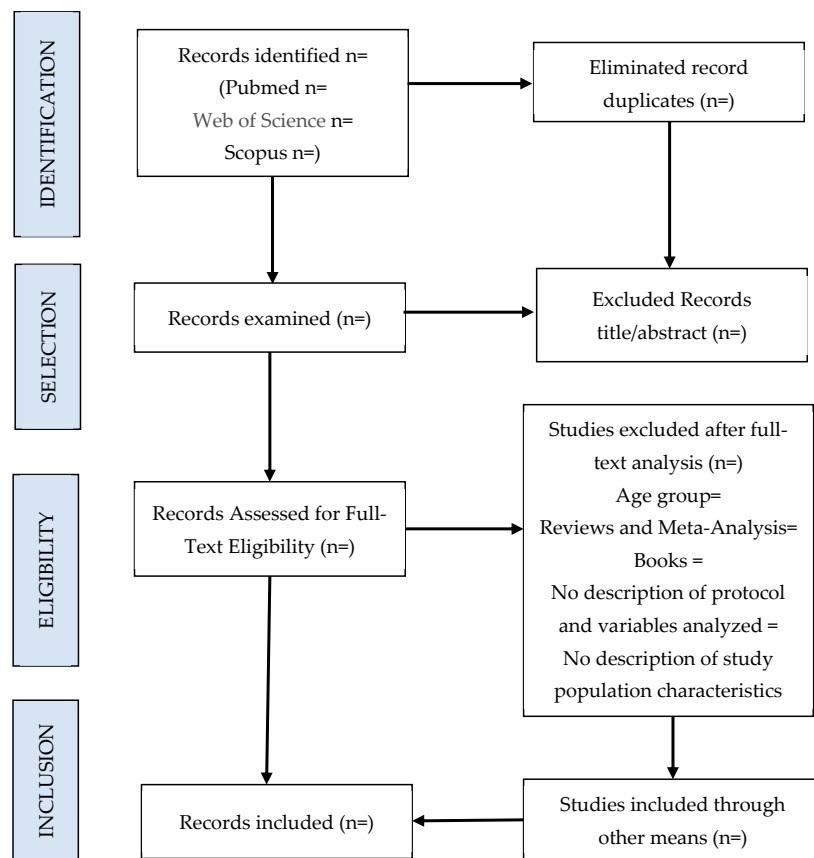 IDENTIFICATION
Records identified n=
(Pubmed n=
Web of Science n=
Scopus n=)
Eliminated record
duplicates (n=)
SELECTION
Records examined (n=)
Excluded Records
title/abstract (n=)
ELIGIBILITY
Records Assessed for Full-
Text Eligibility (n=)
Studies excluded after full-
text analysis (n=)
Age group=
Reviews and Meta-Analysis=
Books =
No description of protocol
and variables analyzed =
No description of study
population characteristics
INCLUSION
Records included (n=)
Studies included through
other means (n=)